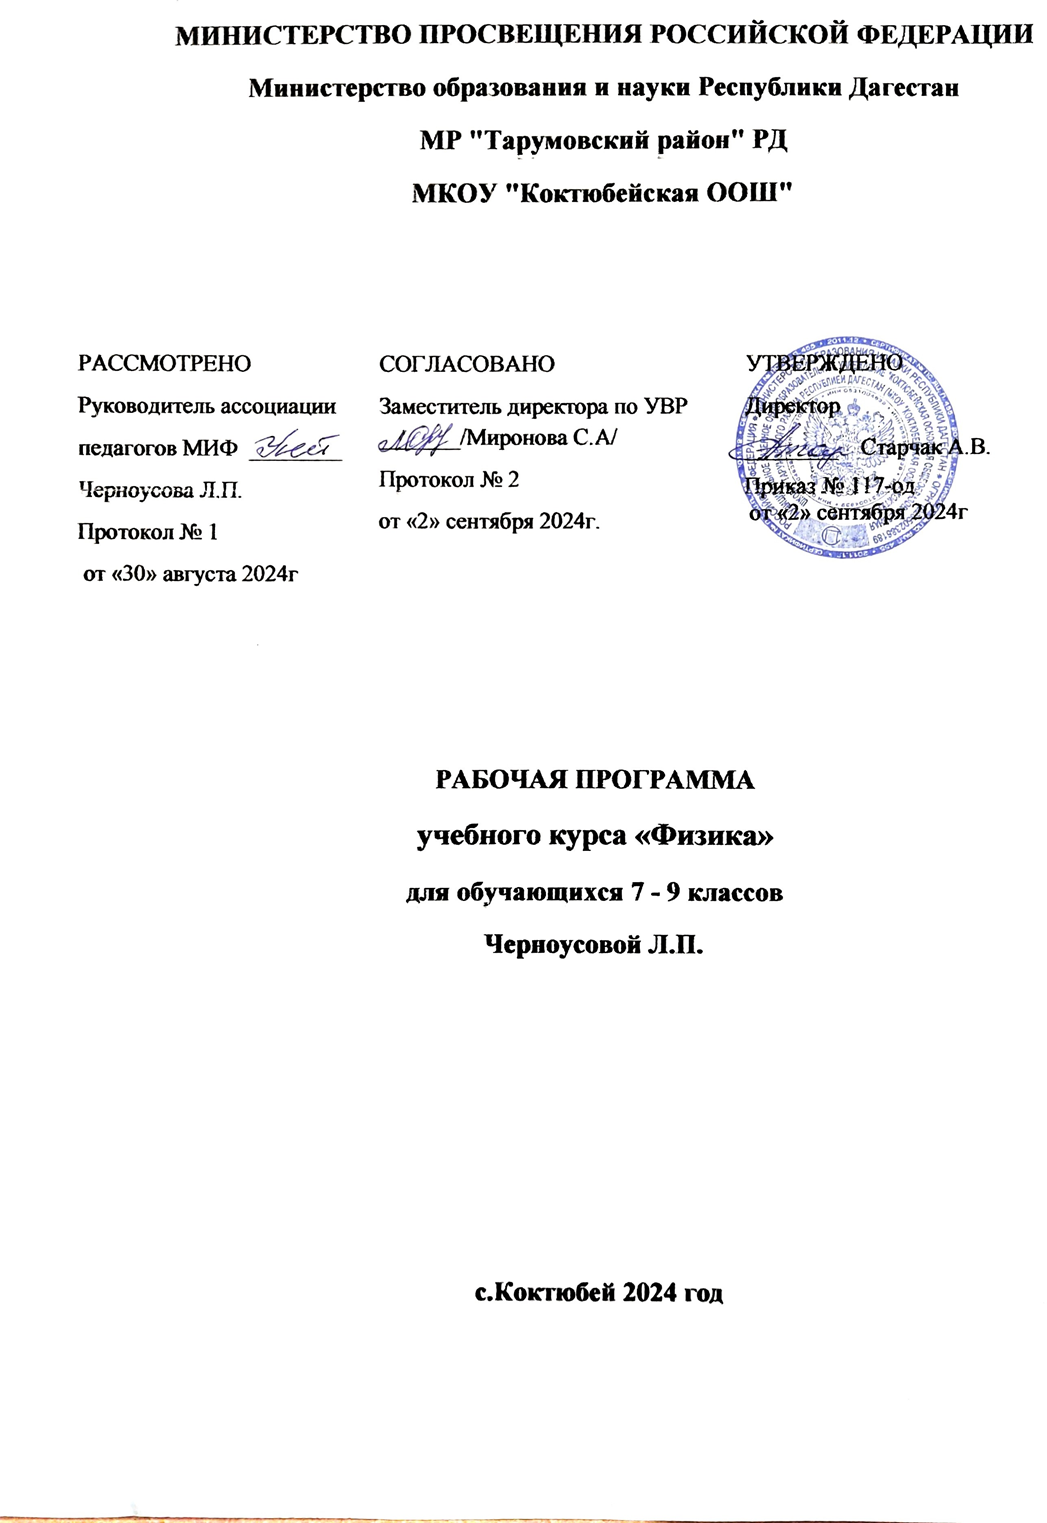 МИНИСТЕРСТВО ПРОСВЕЩЕНИЯ РОССИЙСКОЙ ФЕДЕРАЦИИ
Министерство образования и науки Республики Дагестан
МР "Тарумовский район" РД
МКОУ "Коктюбейская ООШ"
РАССМОТРЕНО
Руководитель ассоциации
педагогов МИФ
Черноусова Л.П.
Протокол № 1
от «30» августа 2024г
СОГЛАСОВАНО
Заместитель директора по УВР
/Миронова С.А/
Протокол № 2
от «2» сентября 2024г.
УТВЕРЖДЕНО
Директор
Старчак А.В.
Приказ № 117-од
от «2» сентября 2024г
РАБОЧАЯ ПРОГРАММА
учебного курса «Физика»
для обучающихся 7 - 9 классов
Черноусовой Л.П.
с.Коктюбей 2024 год